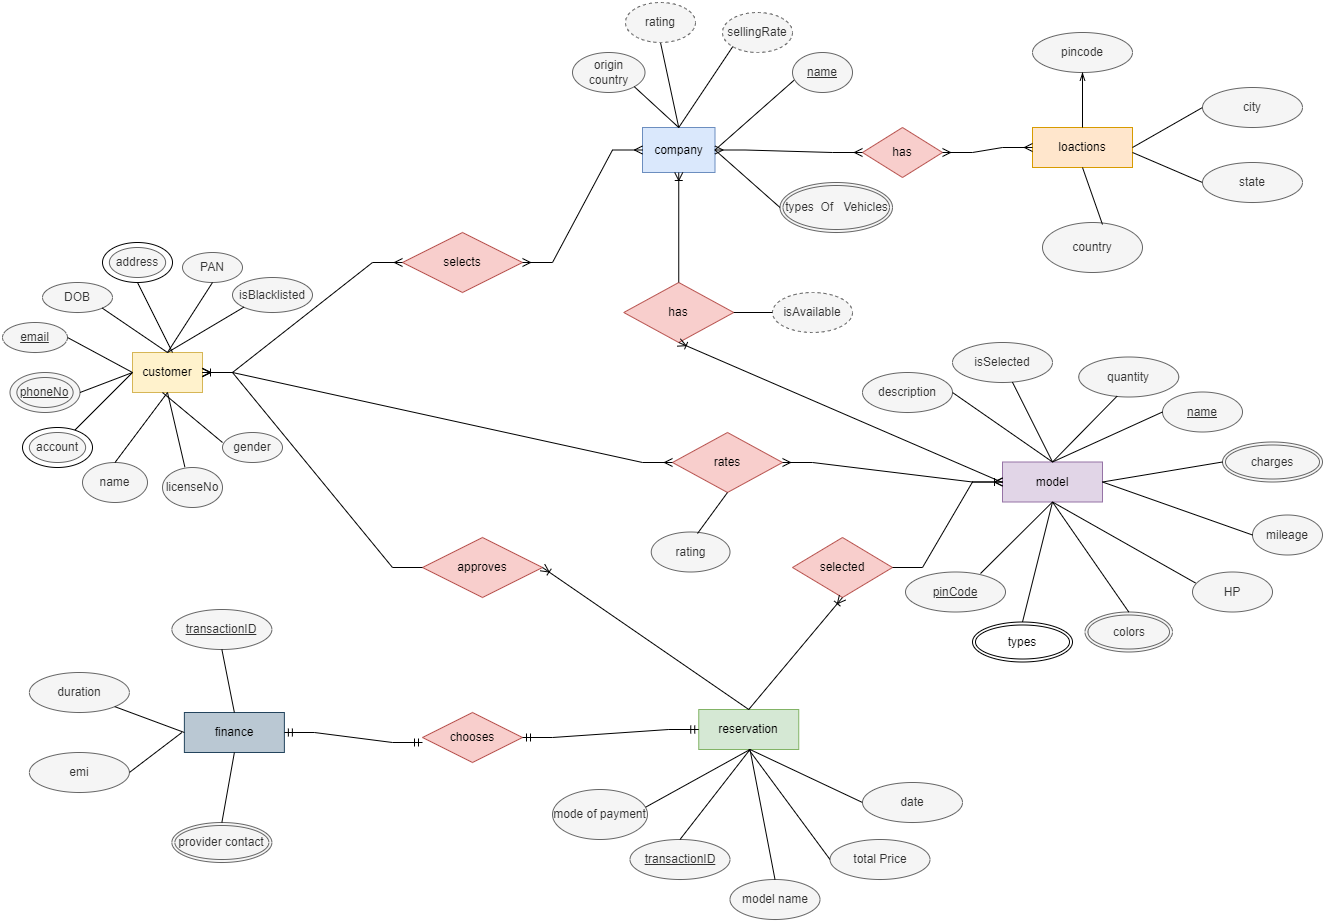 rating
sellingRate
origin
country
name
pincode
city
company
has
loactions
state
types Of Vehicles
country
selects
address
PAN
DOB
isBlacklisted
has
isAvailable
email
customer
phoneNo
account
gender
name
licenseNo
isSelected
description
quantity
name
rates
charges
model
rating
mileage
approves
selected
pinCode
HP
types
colors
transactionID
duration
finance
chooses
reservation
emi
provider contact
mode of payment
date
transactionID
total Price
model name